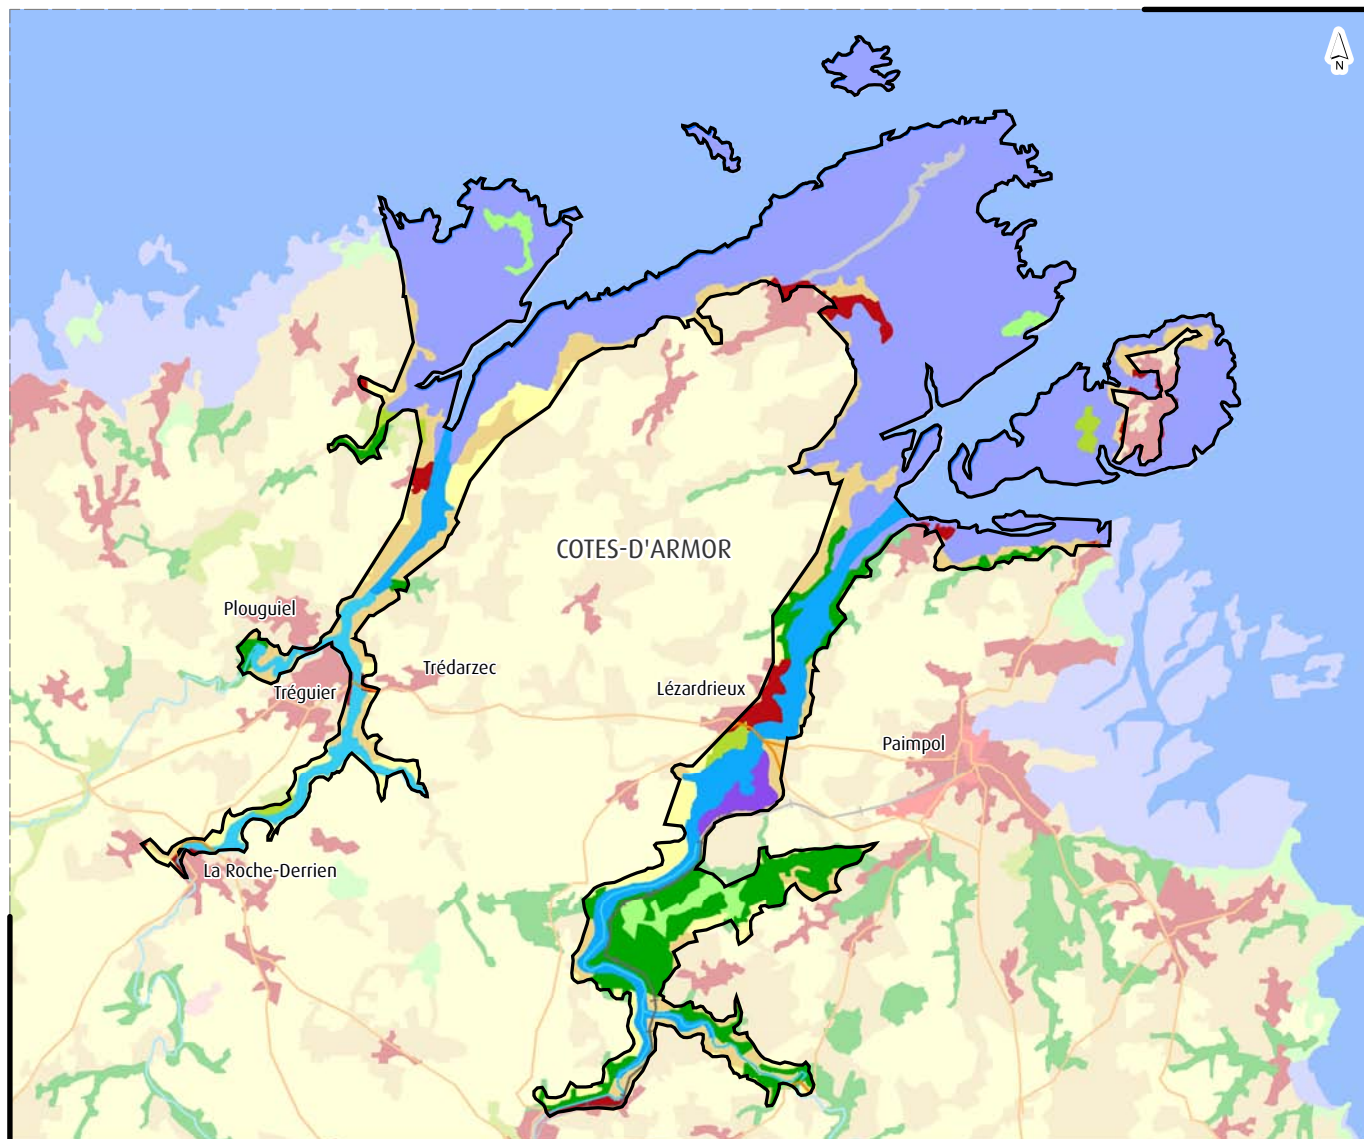 N
COTES-D'ARMOR
Plouguiel
Trédarzec
Tréguier
Lézardrieux
Paimpol
La Roche-Derrien